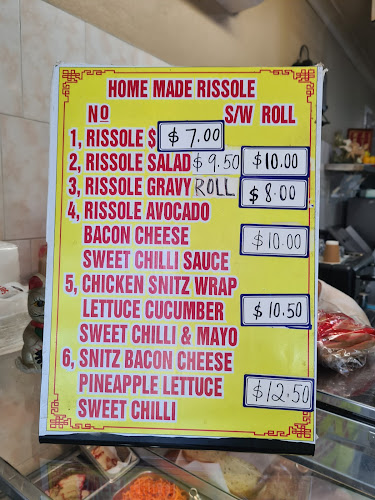 HOME MADE RISSOLE
NO S/W ROLL
1, RISSOLE $ $7.00
2, RISSOLE SALAD $9.50 $10.00
3, RISSOLE GRAVY ROLL $8.00
4, RISSOLE AVOCADO
BACON CHEESE $10.00
SWEET CHILLI SAUCE
5, CHICKEN SNITZ WRAP
LETTUCE CUCUMBER $10.50
SWEET CHILLI & MAYO
6, SNITZ BACON CHEESE
PINEAPPLE LETTUCE $12.50
SWEET CHILLI